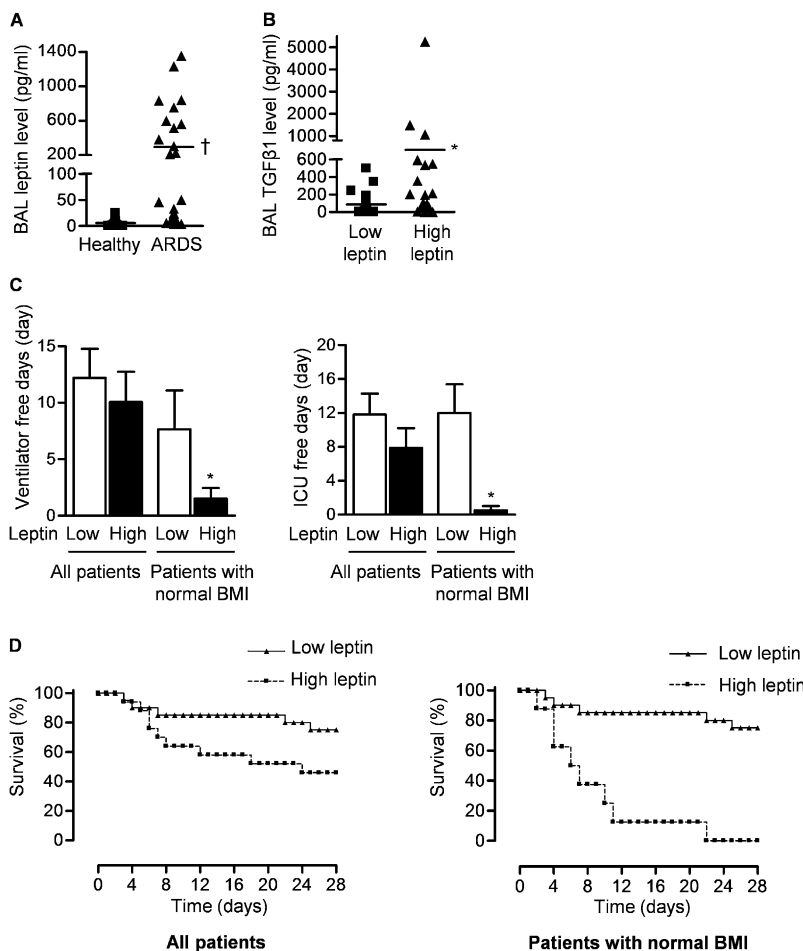 A
BAL leptin level (pg/ml)
1400
1000
600
200
100
50
0
Healthy
ARDS
†
B
BAL TGFβ1 level (pg/ml)
5000
4000
3000
2000
1000
600
400
200
0
Low
leptin
High
leptin
*
C
Ventilator free days (day)
15
10
5
0
*
Leptin Low High Low High
All patients
Patients with
normal BMI
ICU free days (day)
20
16
12
8
4
0
*
Leptin Low High Low High
All patients
Patients with
normal BMI
D
Low leptin
High leptin
Survival (%)
100
80
60
40
20
0
0 4 8 12 16 20 24 28
Time (days)
All patients
Low leptin
High leptin
Survival (%)
100
80
60
40
20
0
0 4 8 12 16 20 24 28
Time (days)
Patients with normal BMI